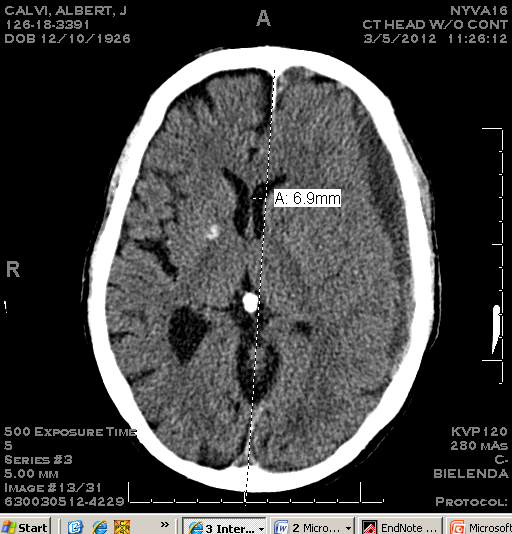 CALVI, ALBERT, J
126-18-3391
DOB 12/10/1926
A
NYVA16
CT HEAD W/O CONT
3/5/2012 11:26:12
A: 6.9mm
R
500 EXPOSURE TIME
5
SERIES #3
5.00 MM
IMAGE #13/31
630030512-4229
KVP120
280 MAS
C-
BIELENDA
PROTOCOL:
Start
»
3 Inter...
2 Micro...
EndNote ...
Microsof